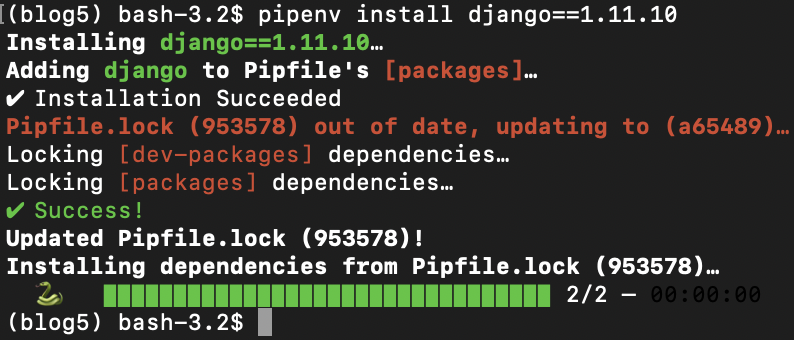 (blog5) bash-3.2$ pipenv install django==1.11.10
Installing django==1.11.10…
Adding django to Pipfile's [packages]…
✔ Installation Succeeded
Pipfile.lock (953578) out of date, updating to (a65489)…
Locking [dev-packages] dependencies…
Locking [packages] dependencies…
✔ Success!
Updated Pipfile.lock (953578)!
Installing dependencies from Pipfile.lock (953578)…
🐍 ▉▉▉▉▉▉▉▉▉▉▉▉▉▉▉▉▉▉▉▉▉▉▉▉▉▉▉▉▉▉▉▉ 2/2 — 00:00:00
(blog5) bash-3.2$